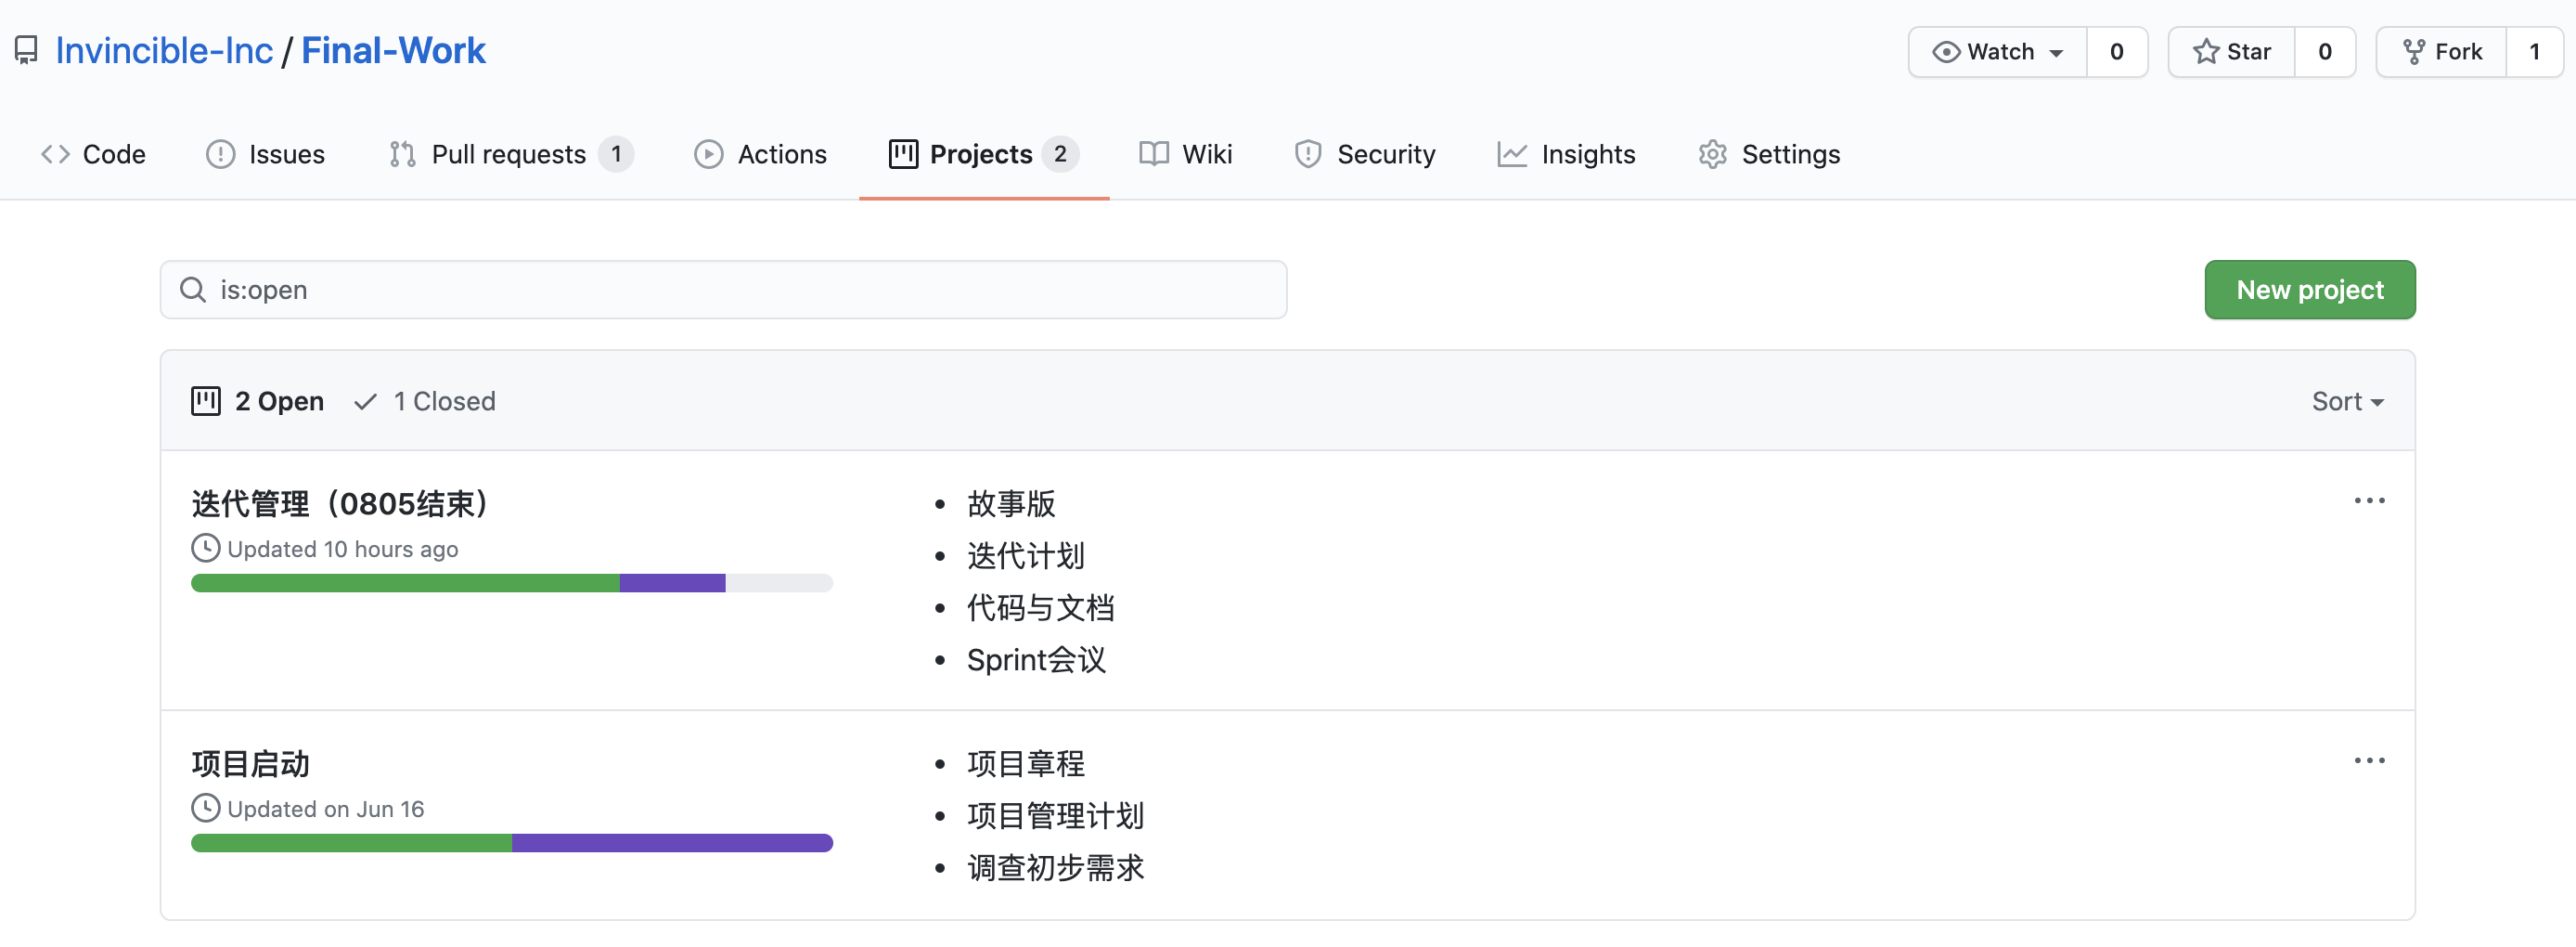 Invincible-Inc / Final-Work Watch 0 Star 0 Fork 1
Code Issues Pull requests 1 Actions Projects 2 Wiki Security Insights Settings
is:open New project
2 Open 1 Closed Sort
迭代管理（0805结束）
Updated 10 hours ago
故事版
迭代计划
代码与文档
Sprint会议
项目启动
Updated on Jun 16
项目章程
项目管理计划
调查初步需求